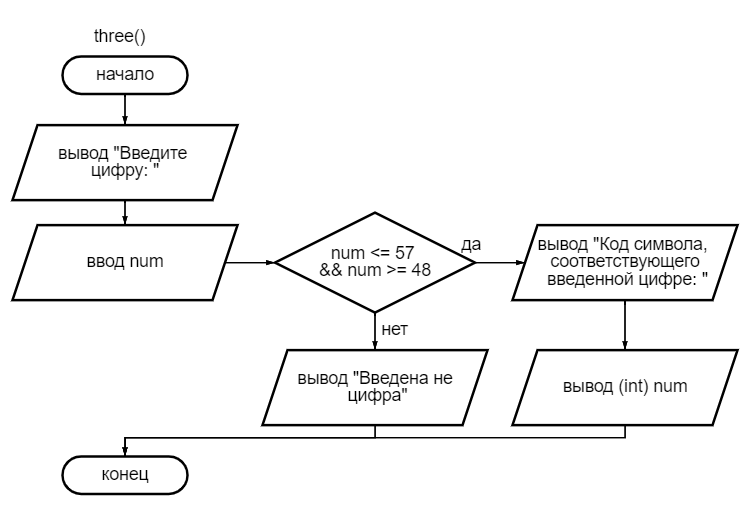 three()
начало
вывод "Введите
цифру: "
ввод num
num <= 57
&& num >= 48
да
вывод "Код символа,
соответствующего
введенной цифре: "
нет
вывод "Введена не
цифра"
вывод (int) num
конец